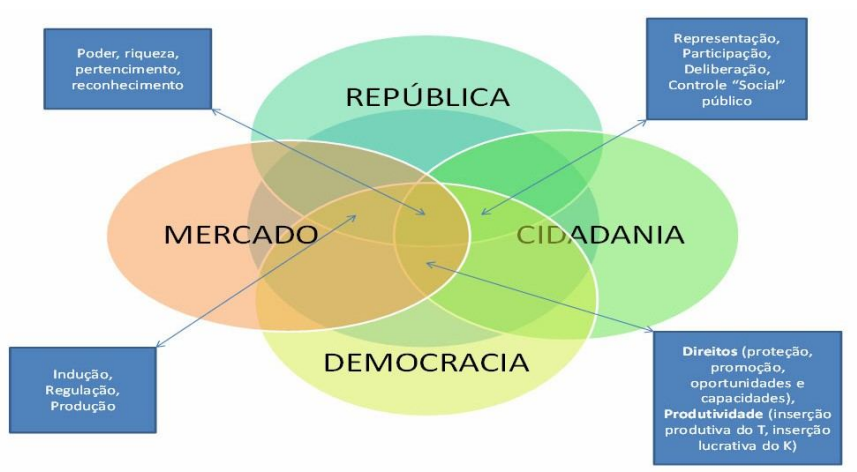 Poder, riqueza,
pertencimento,
reconhecimento
Representação,
Participação,
Deliberação,
Controle “Social”
público
REPÚBLICA
MERCADO
CIDADANIA
DEMOCRACIA
Indução,
Regulação,
Produção
Direitos (proteção,
promoção,
oportunidades e
capacidades),
Produtividade (inserção
produtiva do T, inserção
lucrativa do K)